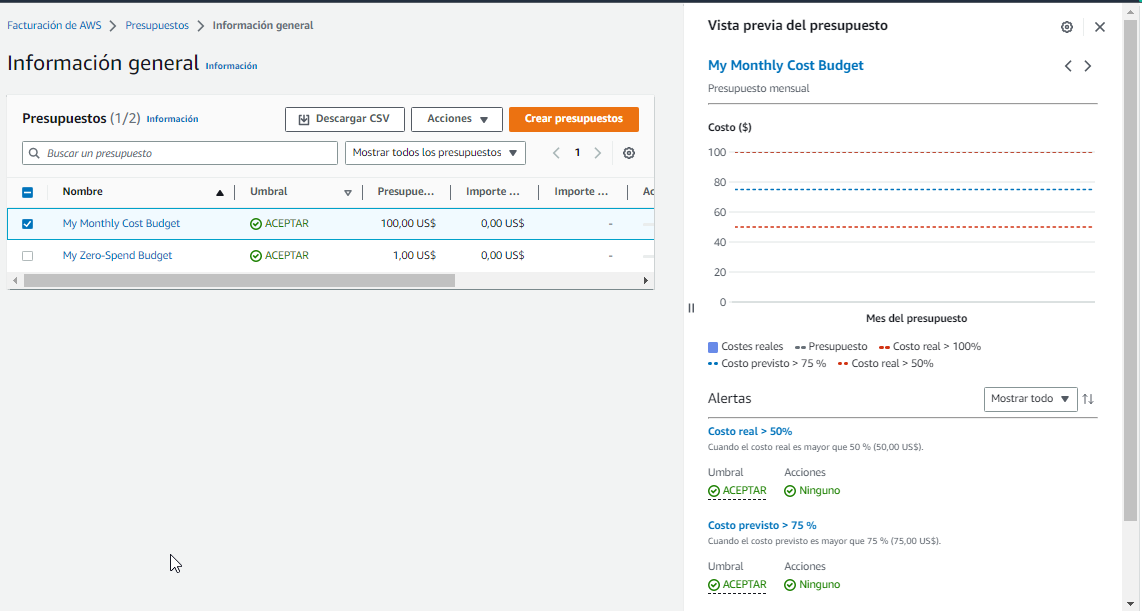 Facturación de AWS > Presupuestos > Información general
Información general Información
Presupuestos (1/2) Información
Descargar CSV
Acciones
Crear presupuestos
Buscar un presupuesto
Mostrar todos los presupuestos
1
Nombre Umbral Presupue... Importe ... Importe ... Ac
My Monthly Cost Budget ACEPTAR 100,00 US$ 0,00 US$ -
My Zero-Spend Budget ACEPTAR 1,00 US$ 0,00 US$ -
Vista previa del presupuesto
My Monthly Cost Budget
Presupuesto mensual
Costo ($)
100
80
60
40
20
0
Mes del presupuesto
Costes reales Presupuesto Costo real > 100%
Costo previsto > 75 % Costo real > 50%
Alertas Mostrar todo
Costo real > 50%
Cuando el costo real es mayor que 50 % (50,00 US$).
Umbral Acciones
ACEPTAR Ninguno
Costo previsto > 75 %
Cuando el costo previsto es mayor que 75 % (75,00 US$).
Umbral Acciones
ACEPTAR Ninguno